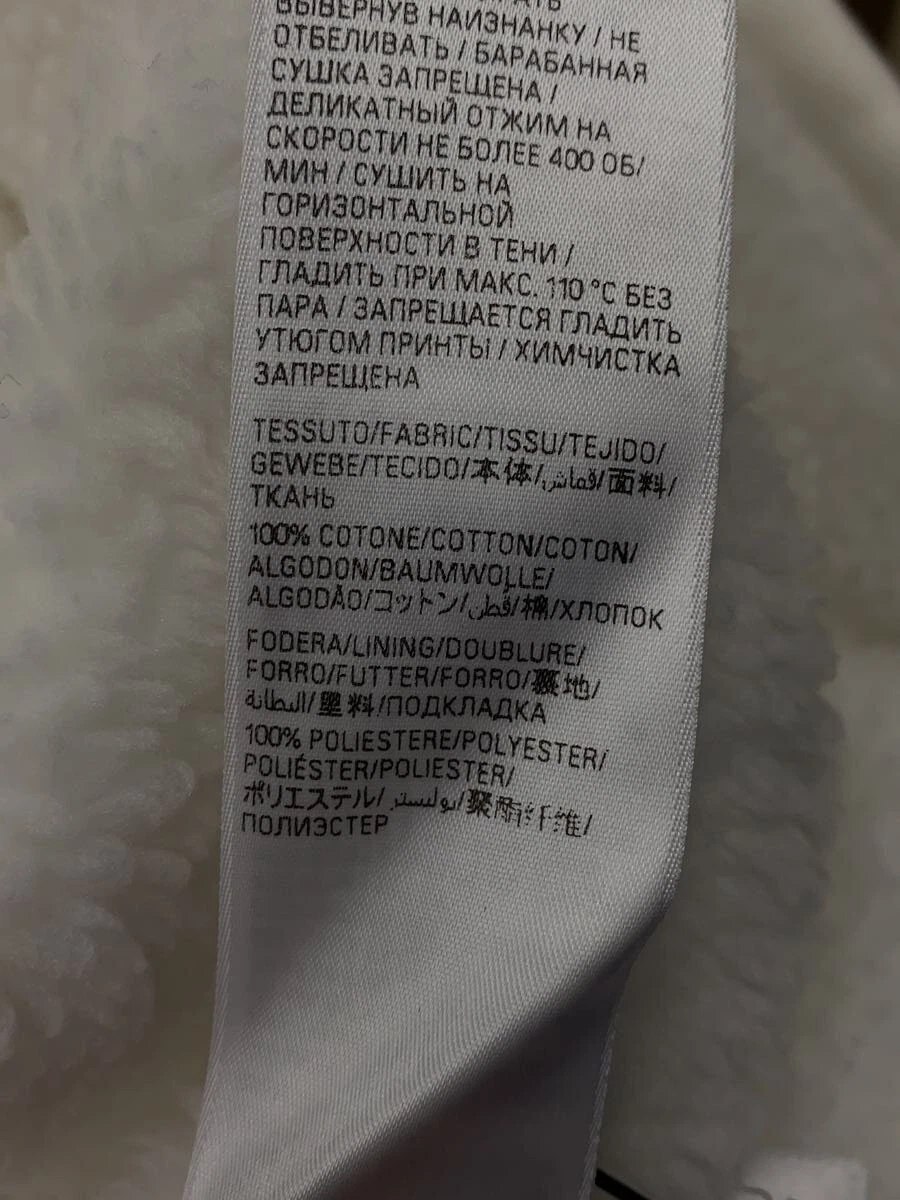 ВЫВЕРНУВ НАИЗНАНКУ / НЕ
ОТБЕЛИВАТЬ / БАРАБАННАЯ
СУШКА ЗАПРЕЩЕНА /
ДЕЛИКАТНЫЙ ОТЖИМ НА
СКОРОСТИ НЕ БОЛЕЕ 400 ОБ/
МИН / СУШИТЬ НА
ГОРИЗОНТАЛЬНОЙ
ПОВЕРХНОСТИ В ТЕНИ /
ГЛАДИТЬ ПРИ МАКС. 110 °C БЕЗ
ПАРА / ЗАПРЕЩАЕТСЯ ГЛАДИТЬ
УТЮГОМ ПРИНТЫ / ХИМЧИСТКА
ЗАПРЕЩЕНА
TESSUTO/FABRIC/TISSU/TEJIDO/
GEWEBE/TECIDO/本体/قماش/面料/
ТКАНЬ
100% COTONE/COTTON/COTON/
ALGODON/BAUMWOLLE/
ALGODÃO/コットン/قطن/棉/ХЛОПОК
FODERA/LINING/DOUBLURE/
FORRO/FUTTER/FORRO/裏地/
البطانة/里料/ПОДКЛАДКА
100% POLIESTERE/POLYESTER/
POLIÉSTER/POLIESTER/
ポリエステル/بوليستر/聚酯纤维/
ПОЛИЭСТЕР